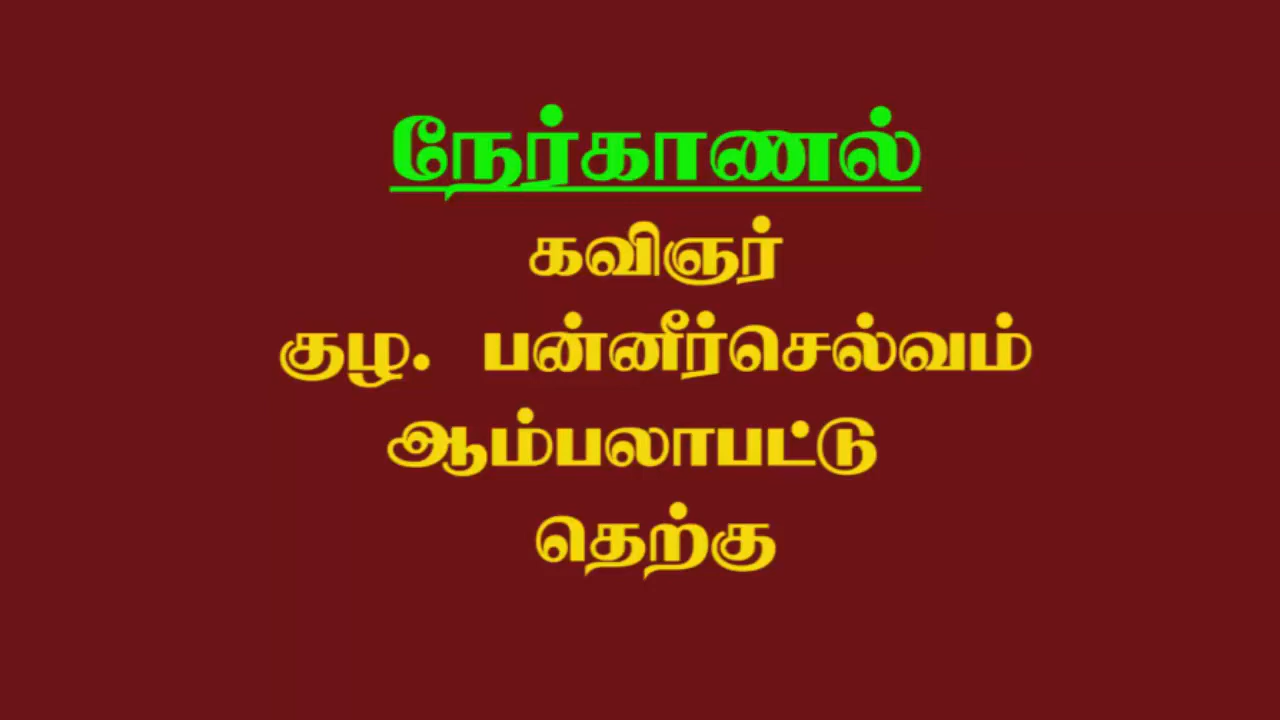 நேர்காணல்
கவிஞர்
குழ. பன்னீர்செல்வம்
ஆம்பலாபட்டு
தெற்கு